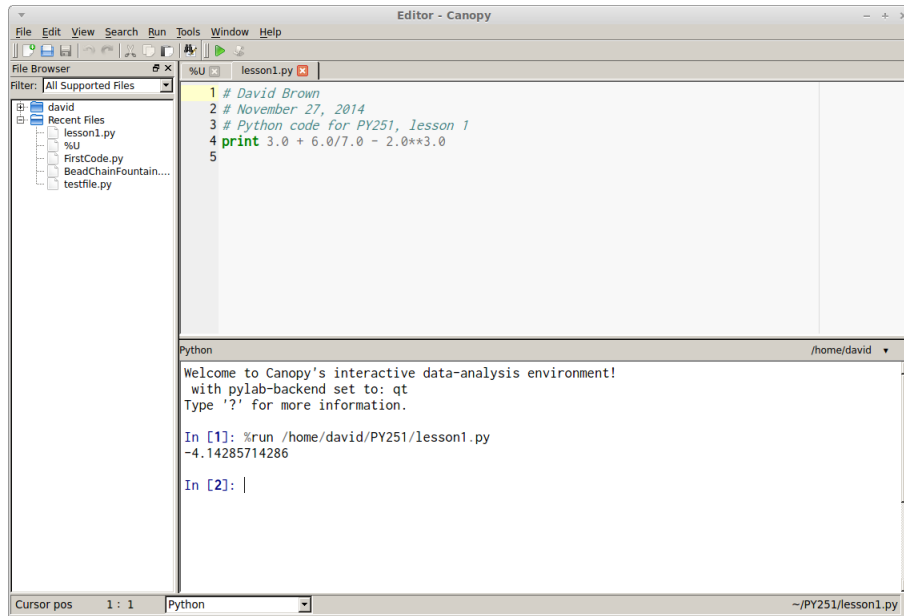 Editor - Canopy
File Edit View Search Run Tools Window Help
File Browser
Filter: All Supported Files
david
Recent Files
lesson1.py
%U
FirstCode.py
BeadChainFountain....
testfile.py
%U lesson1.py
1 # David Brown
2 # November 27, 2014
3 # Python code for PY251, lesson 1
4 print 3.0 + 6.0/7.0 - 2.0**3.0
5
Python /home/david
Welcome to Canopy's interactive data-analysis environment!
with pylab-backend set to: qt
Type '?' for more information.
In [1]: %run /home/david/PY251/lesson1.py
-4.14285714286
In [2]:
Cursor pos 1 : 1 Python ~/PY251/lesson1.py